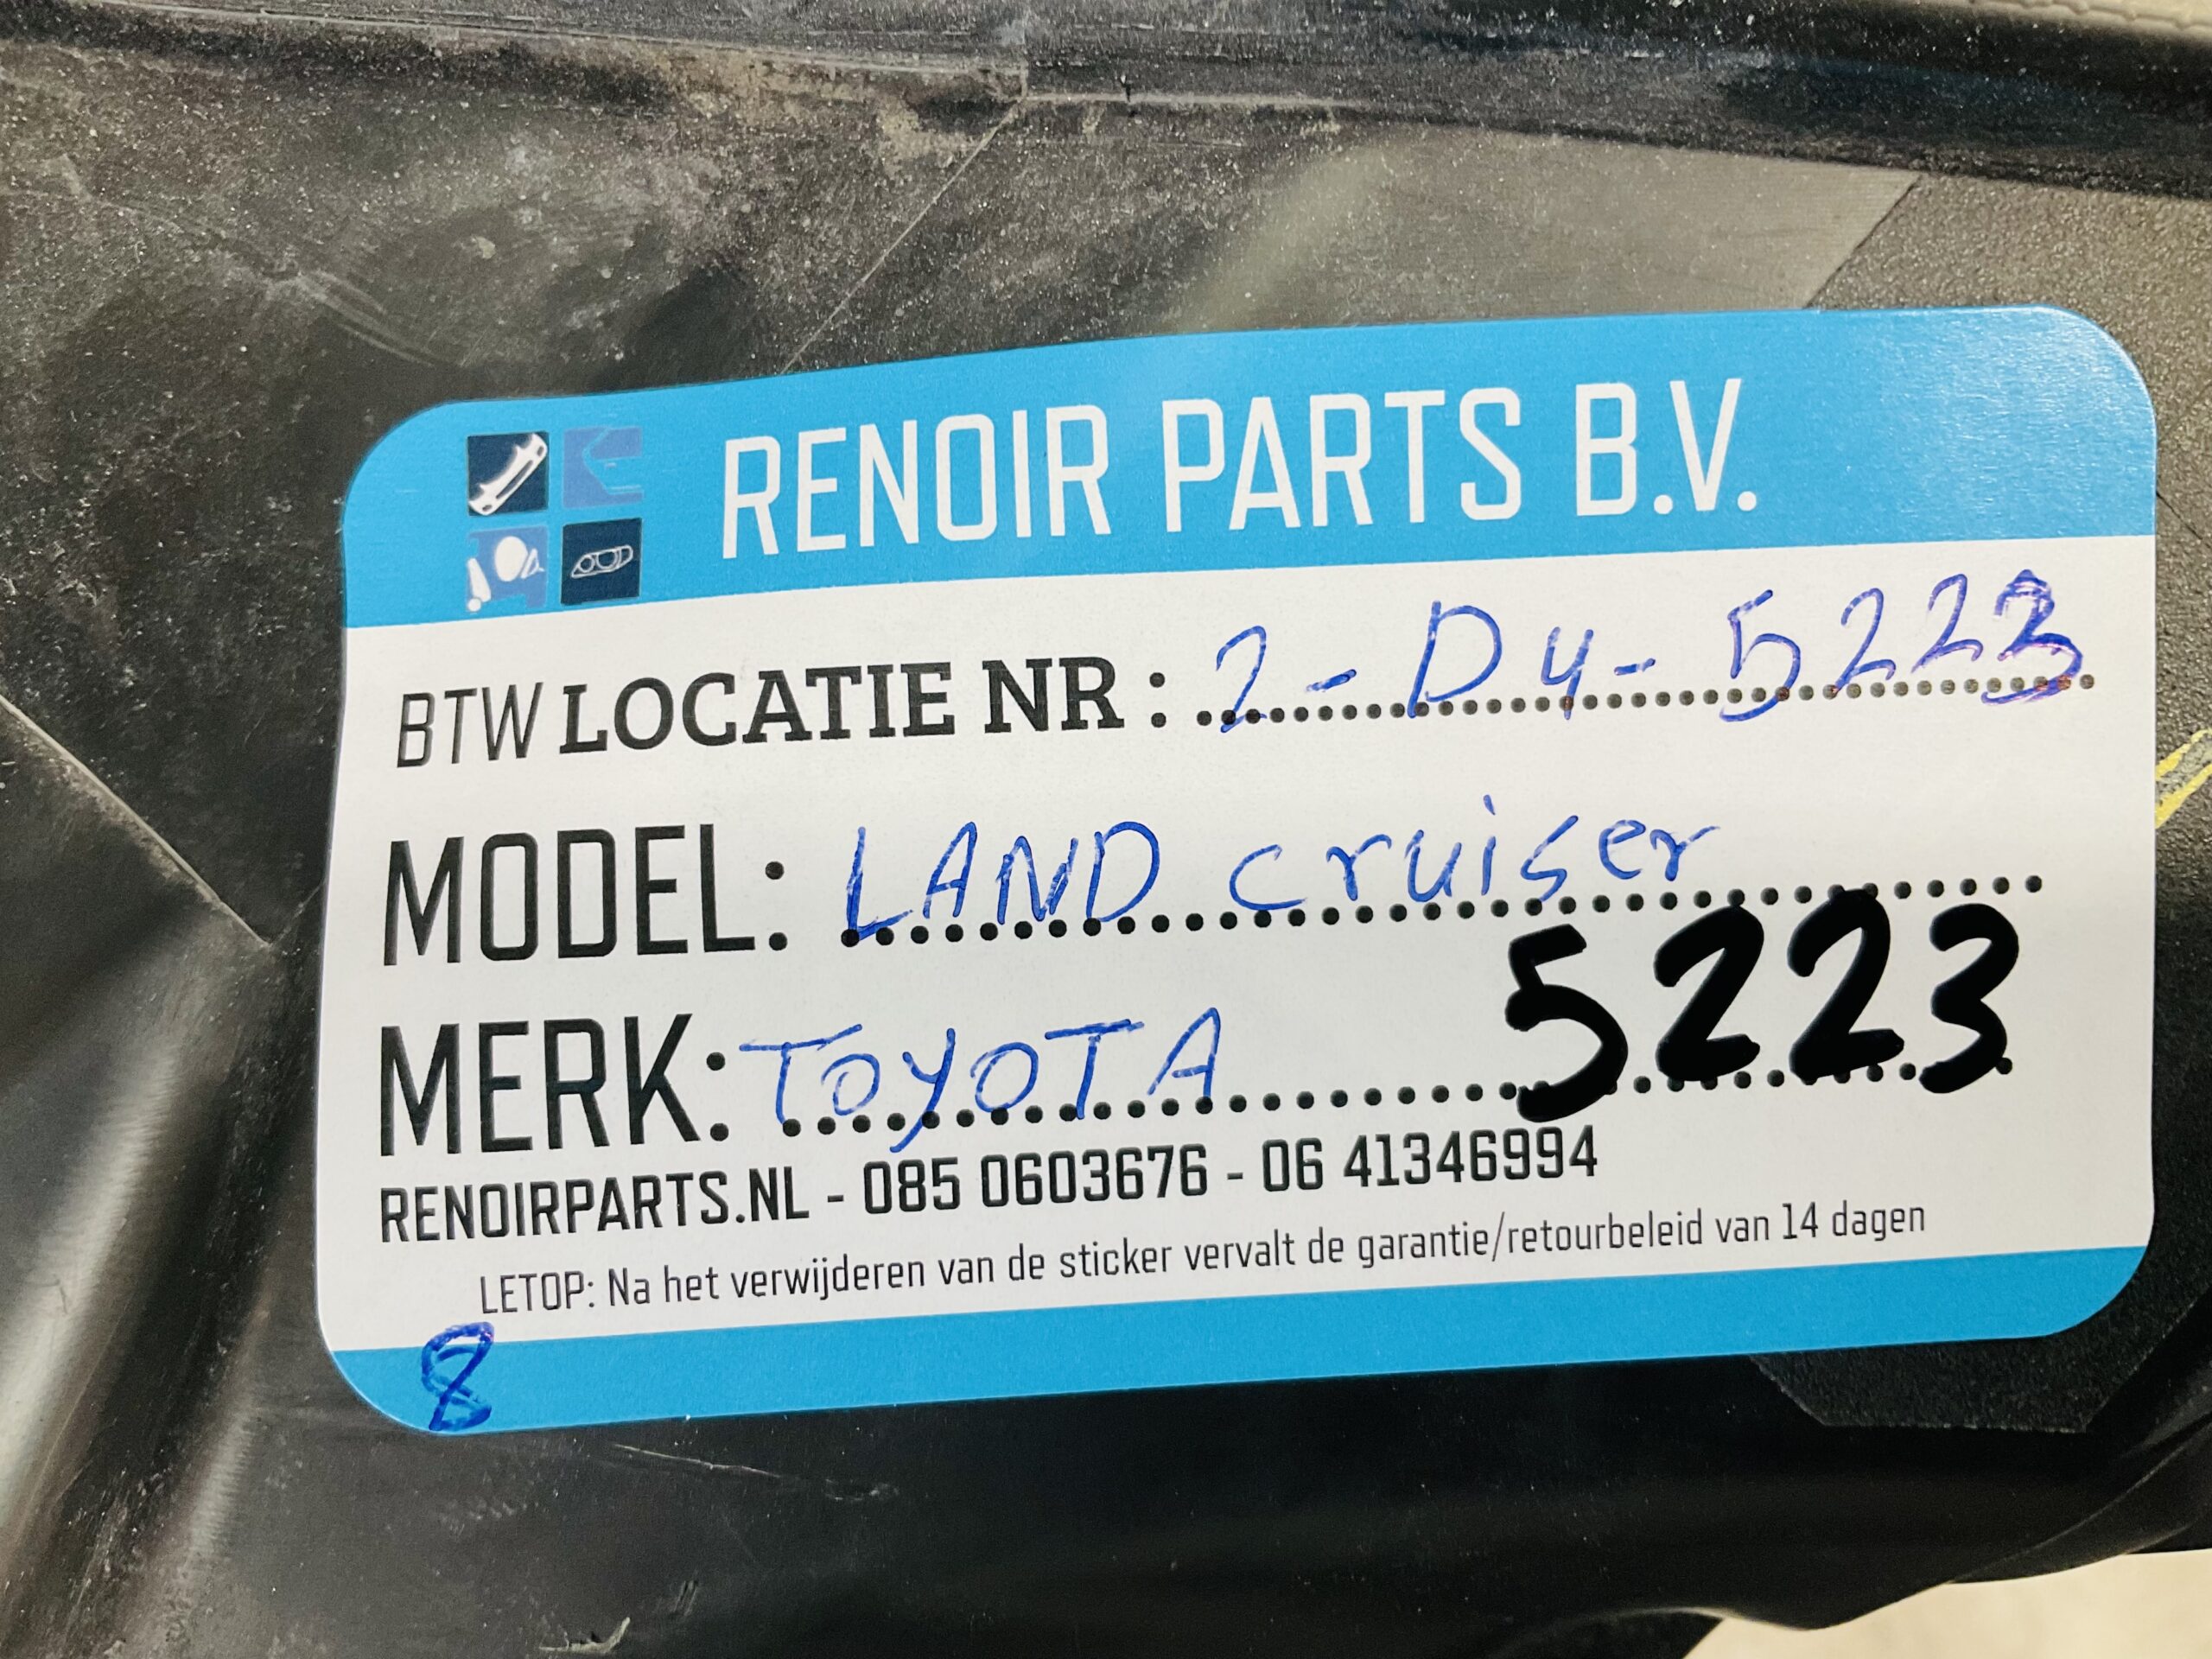 RENOIR PARTS B.V.
BTW LOCATIE NR : 2-D4-5223
MODEL: LAND cruiser
MERK: TOYOTA 5223
RENOIRPARTS.NL - 085 0603676 - 06 41346994
LETOP: Na het verwijderen van de sticker vervalt de garantie/retourbeleid van 14 dagen
8